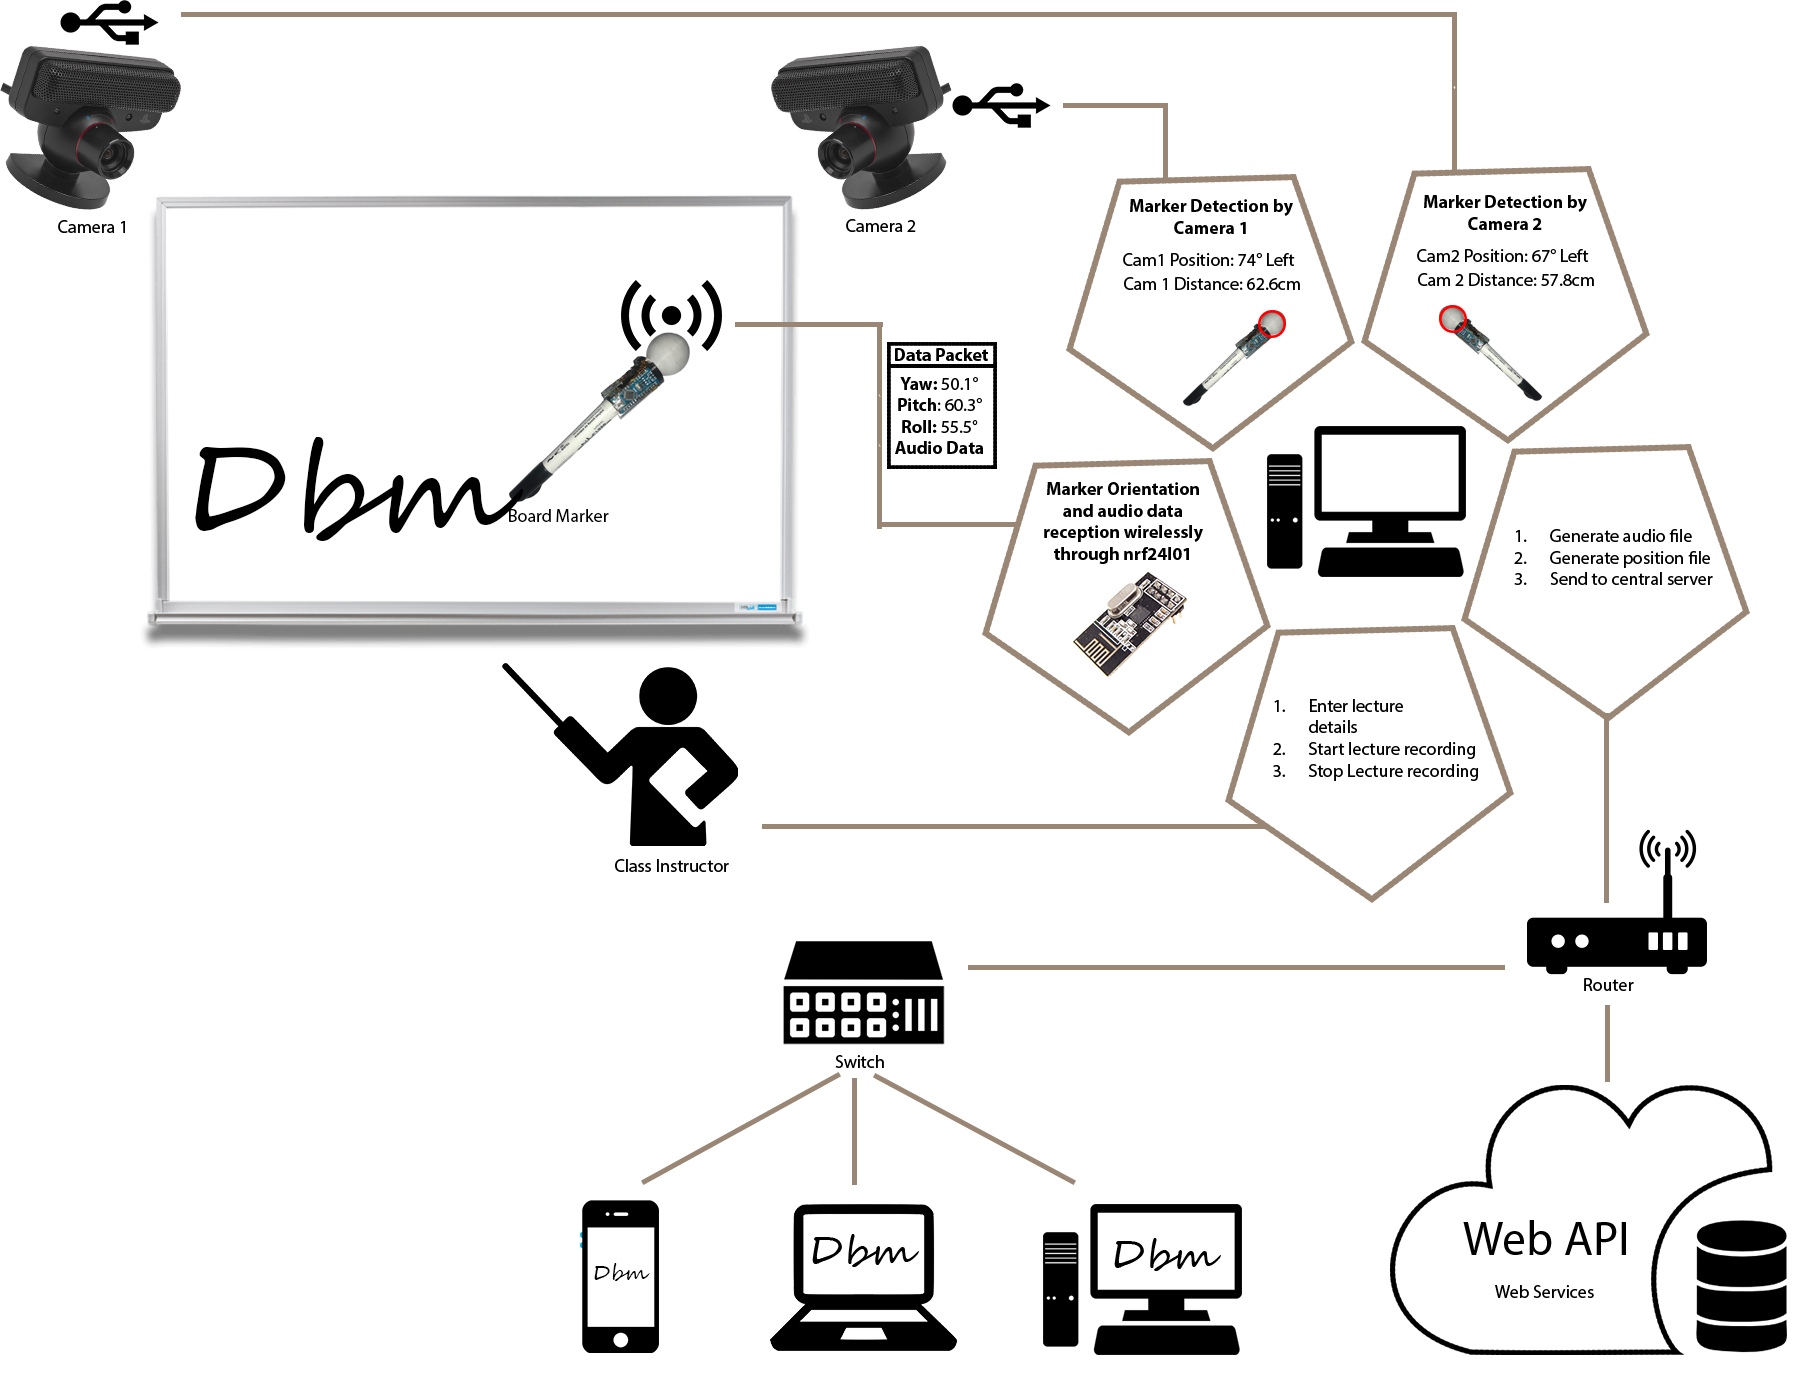 Camera 1
Camera 2
Marker Detection by
Camera 1
Cam1 Position: 74° Left
Cam 1 Distance: 62.6cm
Marker Detection by
Camera 2
Cam2 Position: 67° Left
Cam 2 Distance: 57.8cm
Data Packet
Yaw: 50.1°
Pitch: 60.3°
Roll: 55.5°
Audio Data
Dbm
Board Marker
Marker Orientation
and audio data
reception wirelessly
through nrf24l01
1. Generate audio file
2. Generate position file
3. Send to central server
1. Enter lecture
details
2. Start lecture recording
3. Stop Lecture recording
Class Instructor
Router
Switch
Dbm
Dbm
Dbm
Web API
Web Services